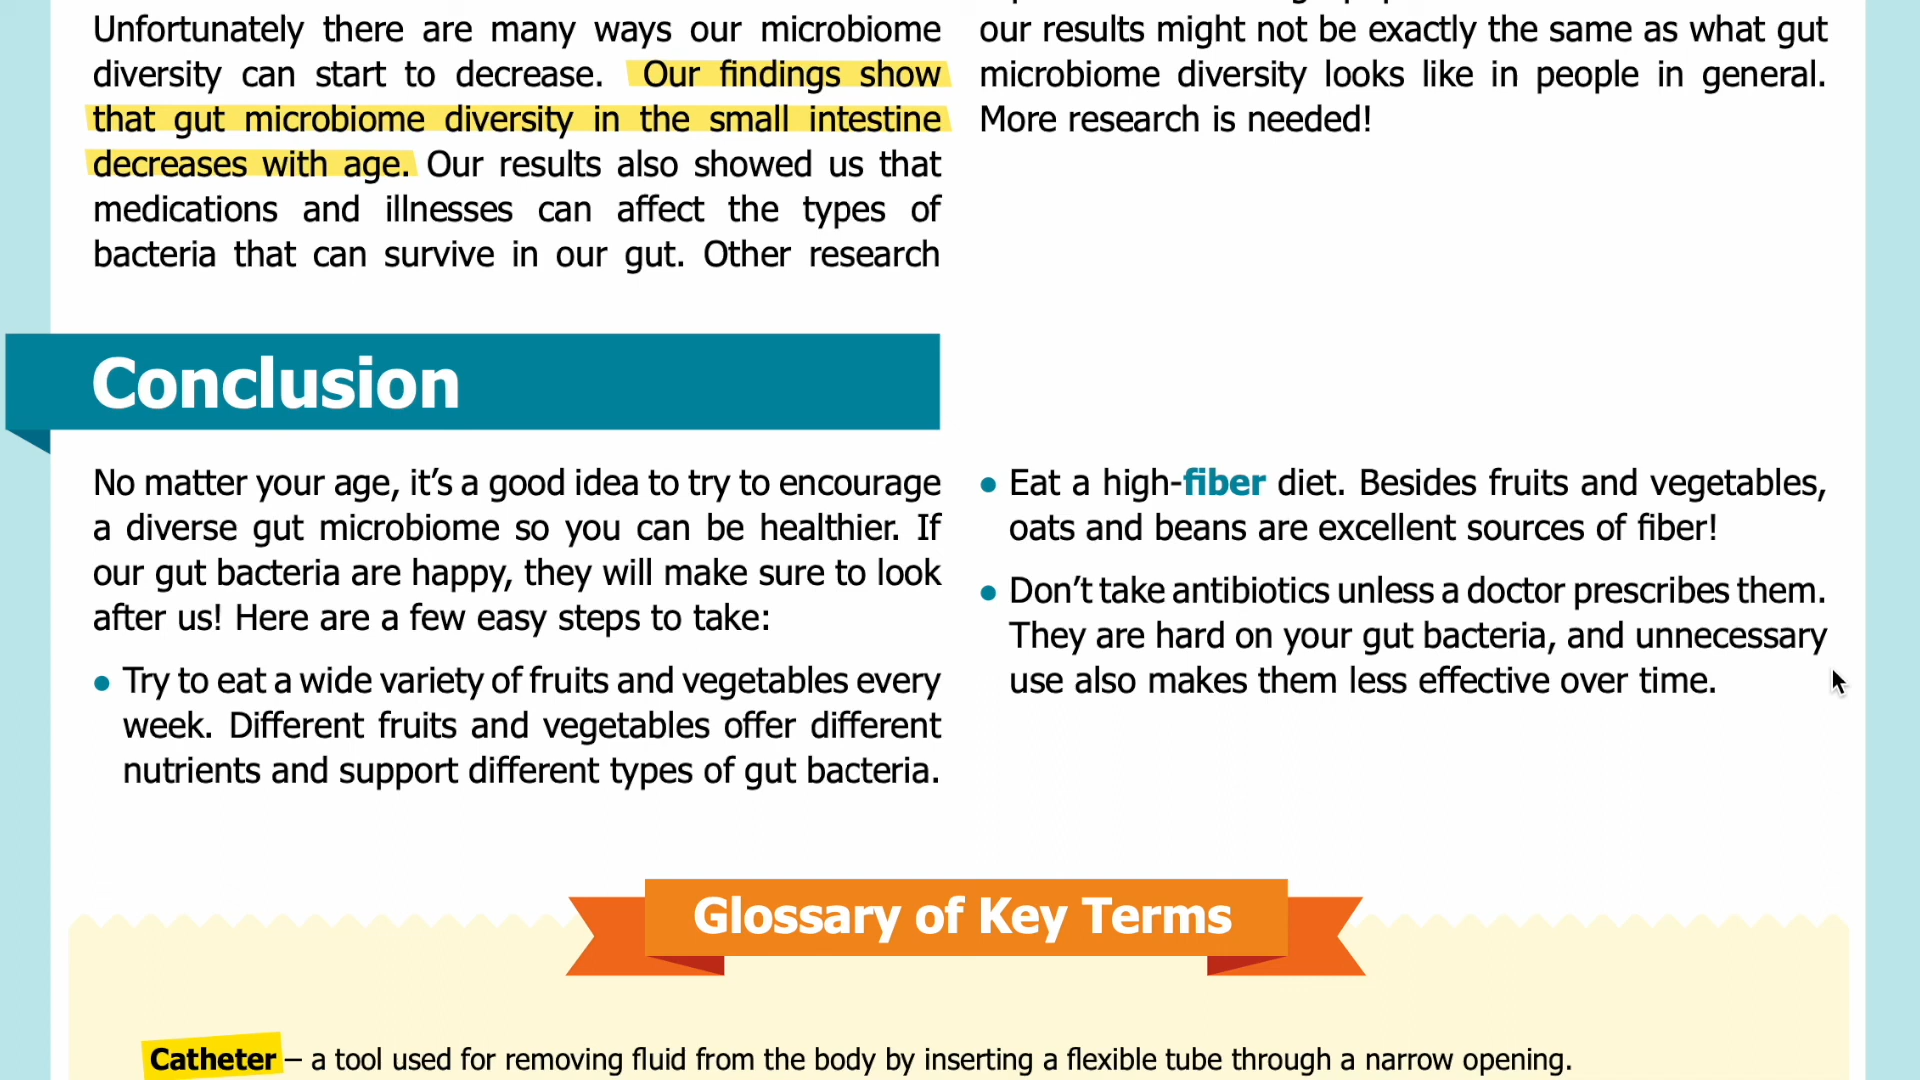 Unfortunately there are many ways our microbiome
diversity can start to decrease. Our findings show
that gut microbiome diversity in the small intestine
decreases with age. Our results also showed us that
medications and illnesses can affect the types of
bacteria that can survive in our gut. Other research
our results might not be exactly the same as what gut
microbiome diversity looks like in people in general.
More research is needed!
Conclusion
No matter your age, it’s a good idea to try to encourage
a diverse gut microbiome so you can be healthier. If
our gut bacteria are happy, they will make sure to look
after us! Here are a few easy steps to take:
• Try to eat a wide variety of fruits and vegetables every
week. Different fruits and vegetables offer different
nutrients and support different types of gut bacteria.
• Eat a high-fiber diet. Besides fruits and vegetables,
oats and beans are excellent sources of fiber!
• Don’t take antibiotics unless a doctor prescribes them.
They are hard on your gut bacteria, and unnecessary
use also makes them less effective over time.
Glossary of Key Terms
Catheter – a tool used for removing fluid from the body by inserting a flexible tube through a narrow opening.